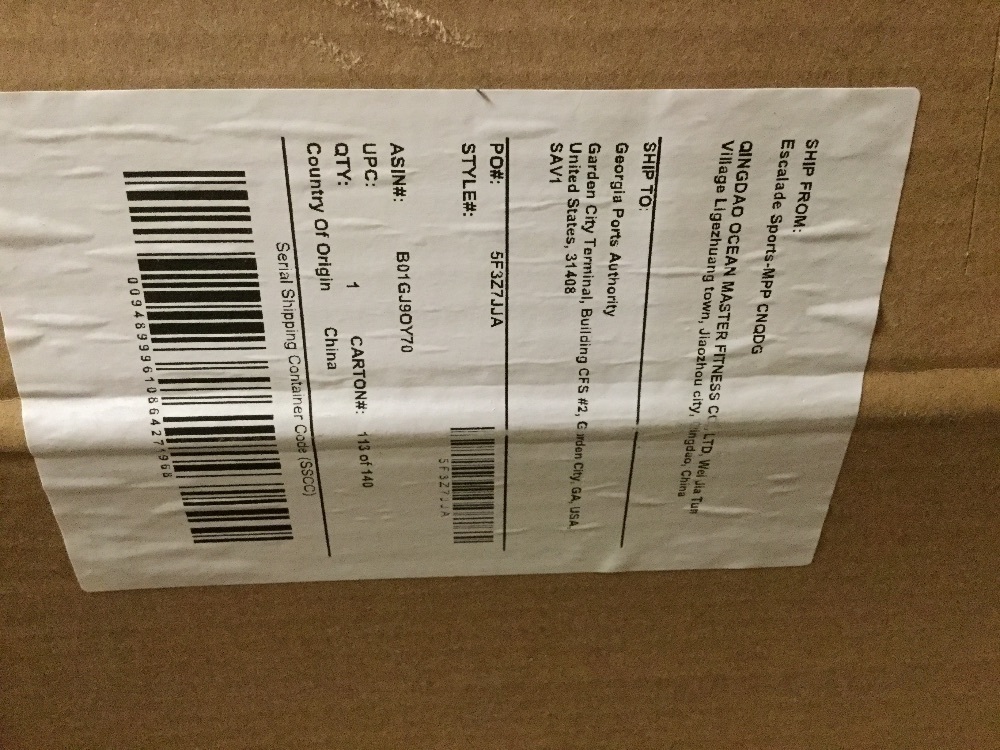 SHIP FROM:
Escalade Sports-MPP CNQDG
QINGDAO OCEAN MASTER FITNESS CO., LTD, Wei Jia Tun
Village Ligezhuang town, Jiaozhou city, Qingdao, China
SHIP TO:
Georgia Ports Authority
Garden City Terminal, Building CFS #2, Garden City, GA, USA
United States, 31408
SAV1
PO#: 5F3Z7JJA
STYLE#:
5F3Z7JJA
ASIN#: B01GJ9OY70
UPC:
QTY: 1 CARTON#: 113 of 140
Country Of Origin China
Serial Shipping Container Code (SSCC)